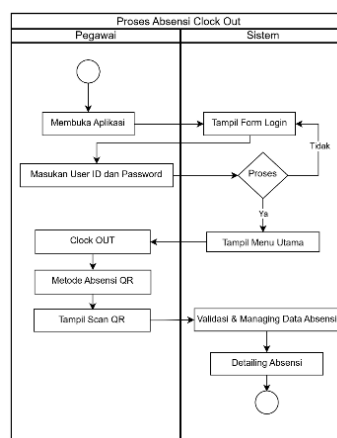 Proses Absensi Clock Out
Pegawai
Sistem
Membuka Aplikasi
Tampil Form Login
Tidak
Masukan User ID dan Password
Proses
Ya
Clock OUT
Tampil Menu Utama
Metode Absensi QR
Tampil Scan QR
Validasi & Managing Data Absensi
Detailing Absensi